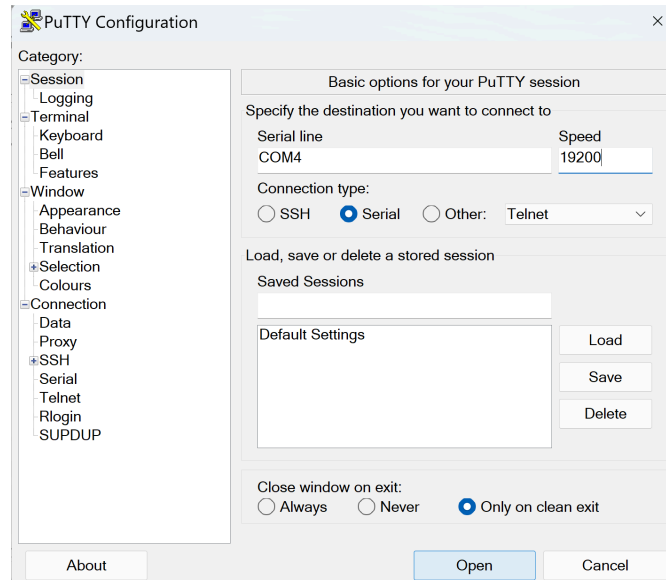 PuTTY Configuration
Category:
Session
Logging
Terminal
Keyboard
Bell
Features
Window
Appearance
Behaviour
Translation
Selection
Colours
Connection
Data
Proxy
SSH
Serial
Telnet
Rlogin
SUPDUP
Basic options for your PuTTY session
Specify the destination you want to connect to
Serial line Speed
COM4 19200
Connection type:
SSH Serial Other: Telnet
Load, save or delete a stored session
Saved Sessions
Default Settings
Load
Save
Delete
Close window on exit:
Always Never Only on clean exit
About Open Cancel